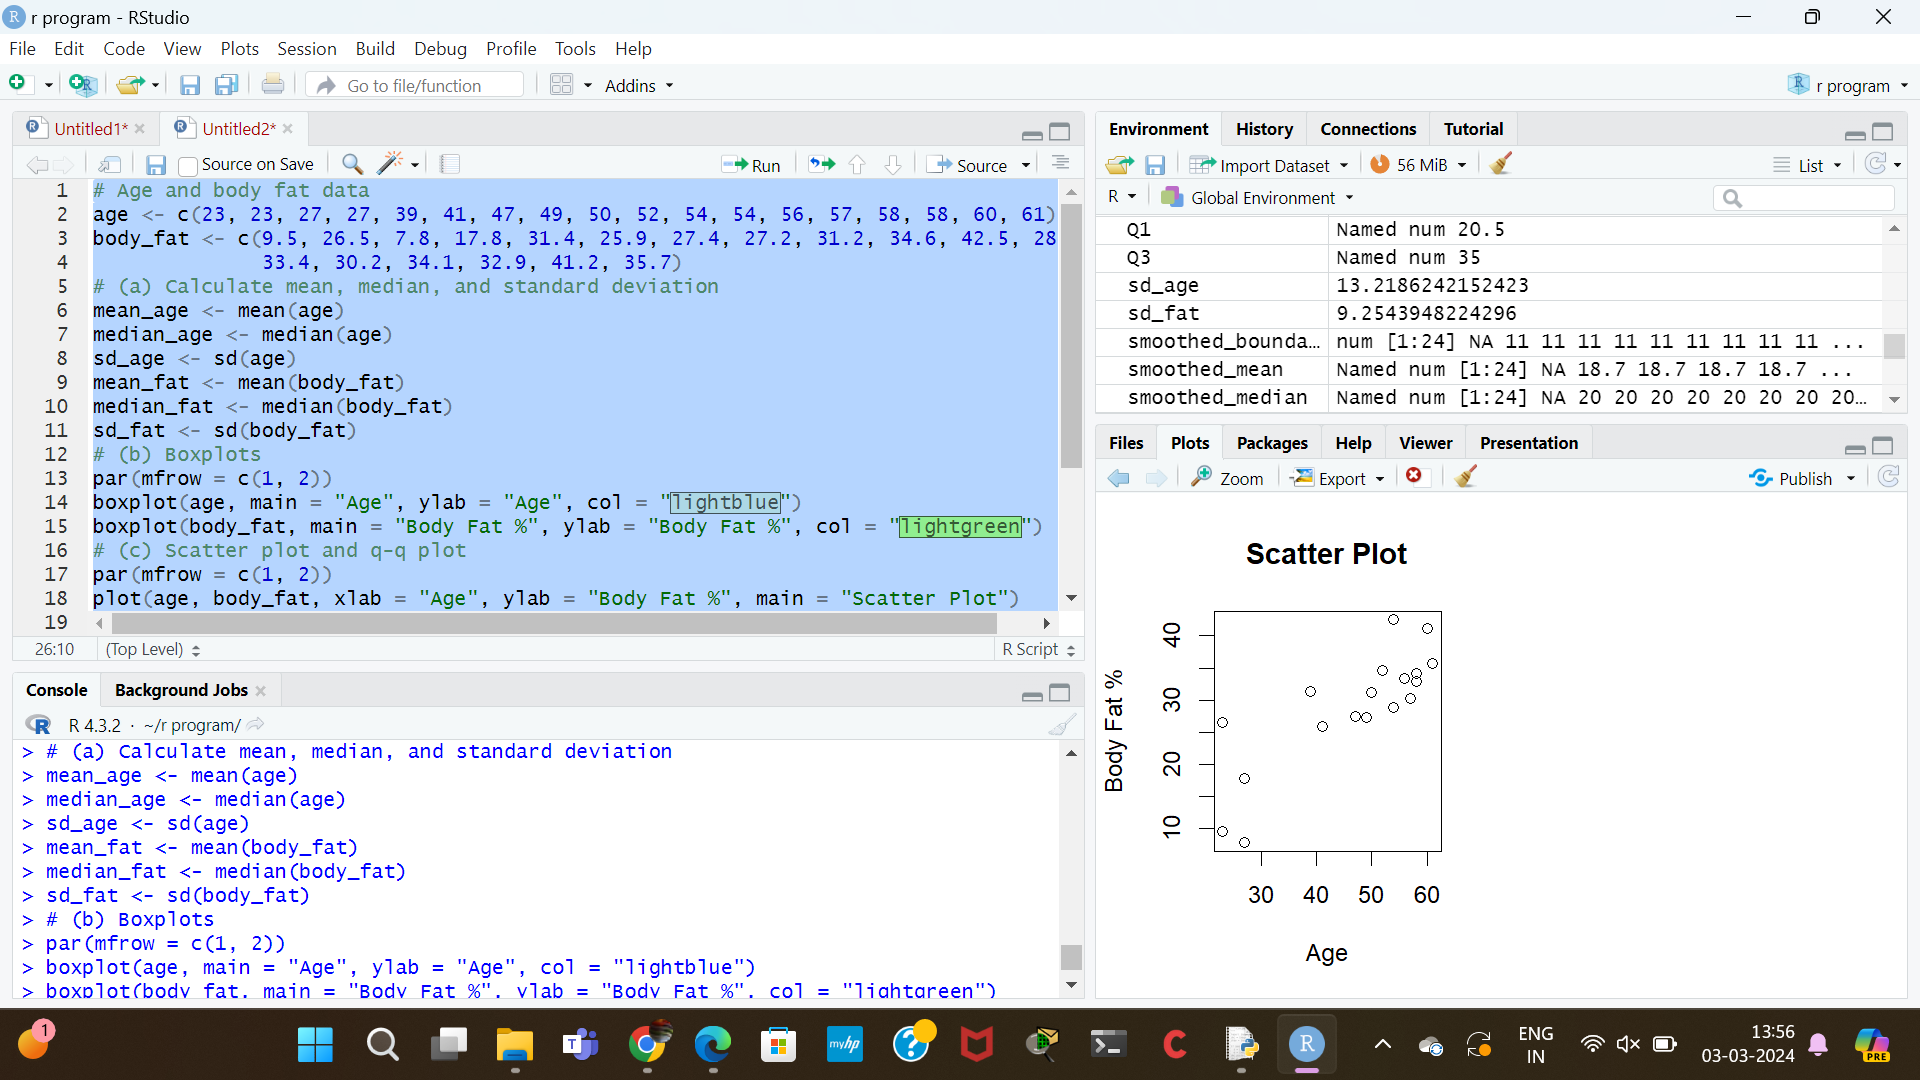 r program - RStudio
File Edit Code View Plots Session Build Debug Profile Tools Help
Go to file/function Addins r program
Untitled1* Untitled2*
Source on Save Run Source
1 # Age and body fat data
2 age <- c(23, 23, 27, 27, 39, 41, 47, 49, 50, 52, 54, 54, 56, 57, 58, 58, 60, 61)
3 body_fat <- c(9.5, 26.5, 7.8, 17.8, 31.4, 25.9, 27.4, 27.2, 31.2, 34.6, 42.5, 28
4 33.4, 30.2, 34.1, 32.9, 41.2, 35.7)
5 # (a) Calculate mean, median, and standard deviation
6 mean_age <- mean(age)
7 median_age <- median(age)
8 sd_age <- sd(age)
9 mean_fat <- mean(body_fat)
10 median_fat <- median(body_fat)
11 sd_fat <- sd(body_fat)
12 # (b) Boxplots
13 par(mfrow = c(1, 2))
14 boxplot(age, main = "Age", ylab = "Age", col = "lightblue")
15 boxplot(body_fat, main = "Body Fat %", ylab = "Body Fat %", col = "lightgreen")
16 # (c) Scatter plot and q-q plot
17 par(mfrow = c(1, 2))
18 plot(age, body_fat, xlab = "Age", ylab = "Body Fat %", main = "Scatter Plot")
19
26:10 (Top Level) R Script
Console Background Jobs
R 4.3.2 · ~/r program/
> # (a) Calculate mean, median, and standard deviation
> mean_age <- mean(age)
> median_age <- median(age)
> sd_age <- sd(age)
> mean_fat <- mean(body_fat)
> median_fat <- median(body_fat)
> sd_fat <- sd(body_fat)
> # (b) Boxplots
> par(mfrow = c(1, 2))
> boxplot(age, main = "Age", ylab = "Age", col = "lightblue")
> boxplot(body_fat, main = "Body Fat %", ylab = "Body Fat %", col = "lightgreen")
Environment History Connections Tutorial
Import Dataset 56 MiB List
R Global Environment
Q1 Named num 20.5
Q3 Named num 35
sd_age 13.2186242152423
sd_fat 9.2543948224296
smoothed_bounda… num [1:24] NA 11 11 11 11 11 11 11 11 11 ...
smoothed_mean Named num [1:24] NA 18.7 18.7 18.7 18.7 ...
smoothed_median Named num [1:24] NA 20 20 20 20 20 20 20 20…
Files Plots Packages Help Viewer Presentation
Zoom Export Publish
Scatter Plot
Body Fat %
40
30
20
10
30 40 50 60
Age
1
T
myhp
?
C
R
ENG
IN
13:56
03-03-2024
PRE